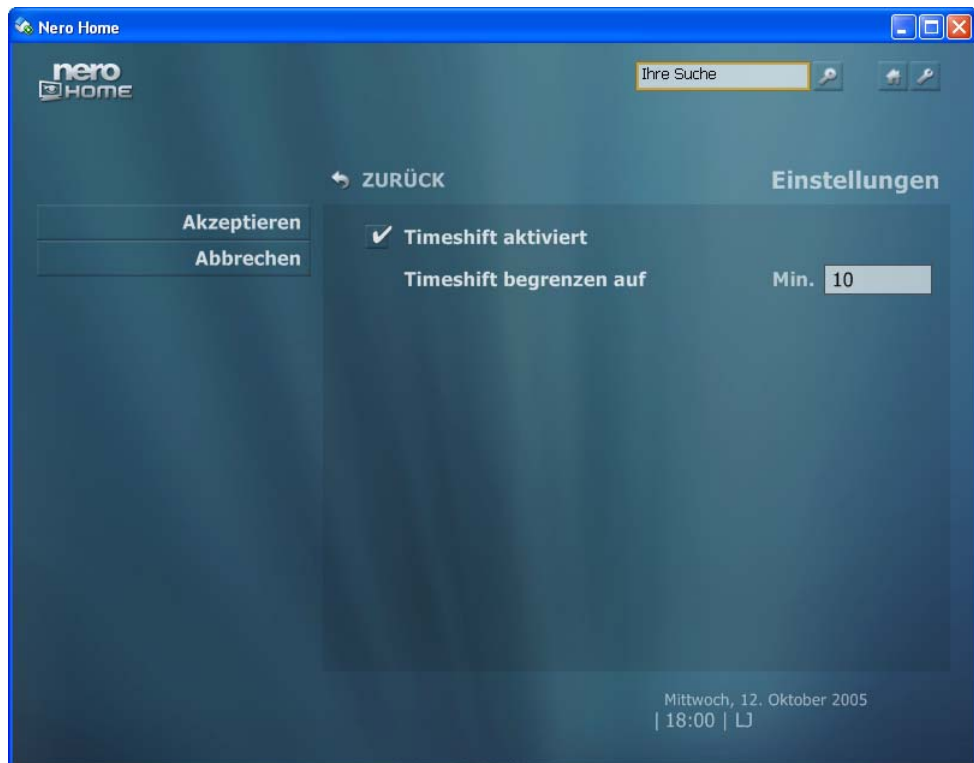 Nero Home
nero
HOME
Ihre Suche
ZURÜCK
Einstellungen
Akzeptieren
Abbrechen
Timeshift aktiviert
Timeshift begrenzen auf Min. 10
Mittwoch, 12. Oktober 2005
| 18:00 |